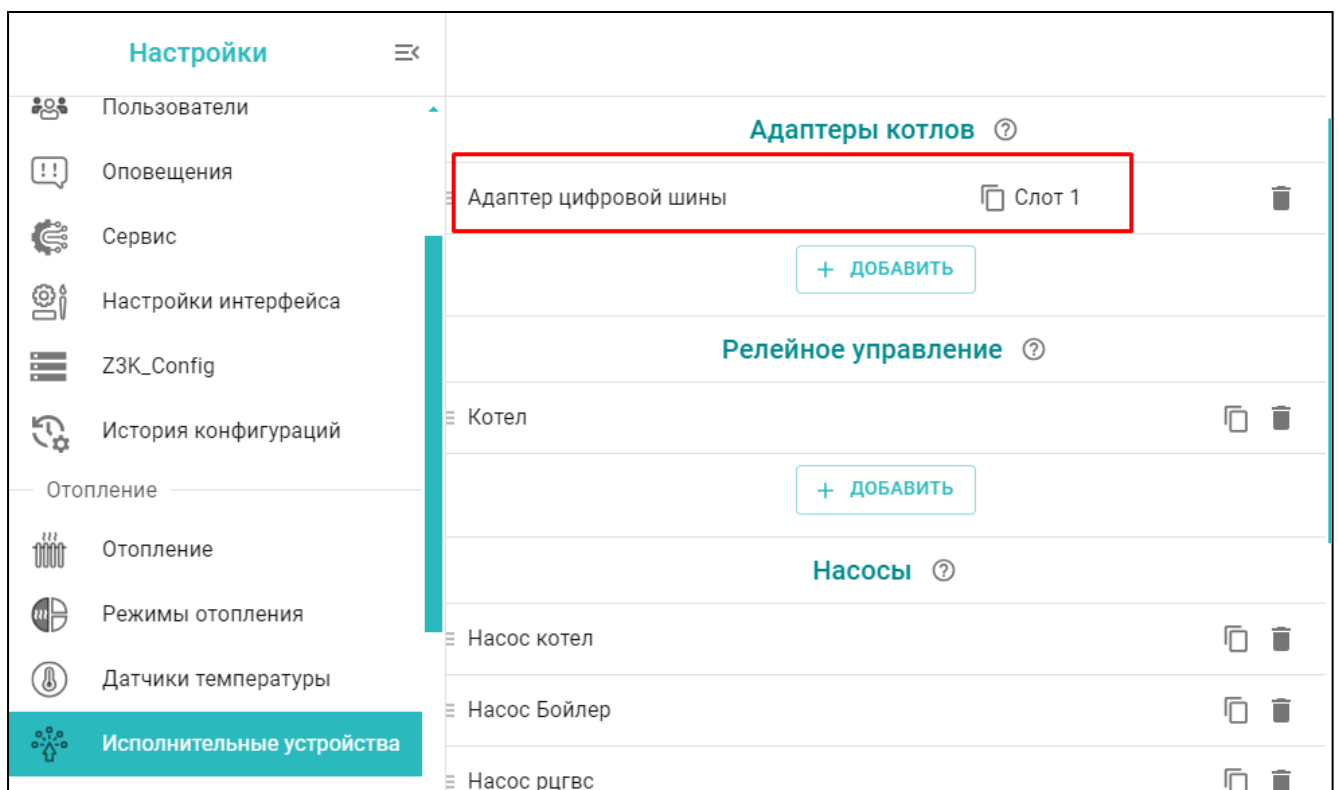 Настройки
Пользователи
Оповещения
Сервис
Настройки интерфейса
Z3K_Config
История конфигураций
Отопление
Отопление
Режимы отопления
Датчики температуры
Исполнительные устройства
Адаптеры котлов
Адаптер цифровой шины Слот 1
+ ДОБАВИТЬ
Релейное управление
Котел
+ ДОБАВИТЬ
Насосы
Насос котел
Насос Бойлер
Насос рцгвс